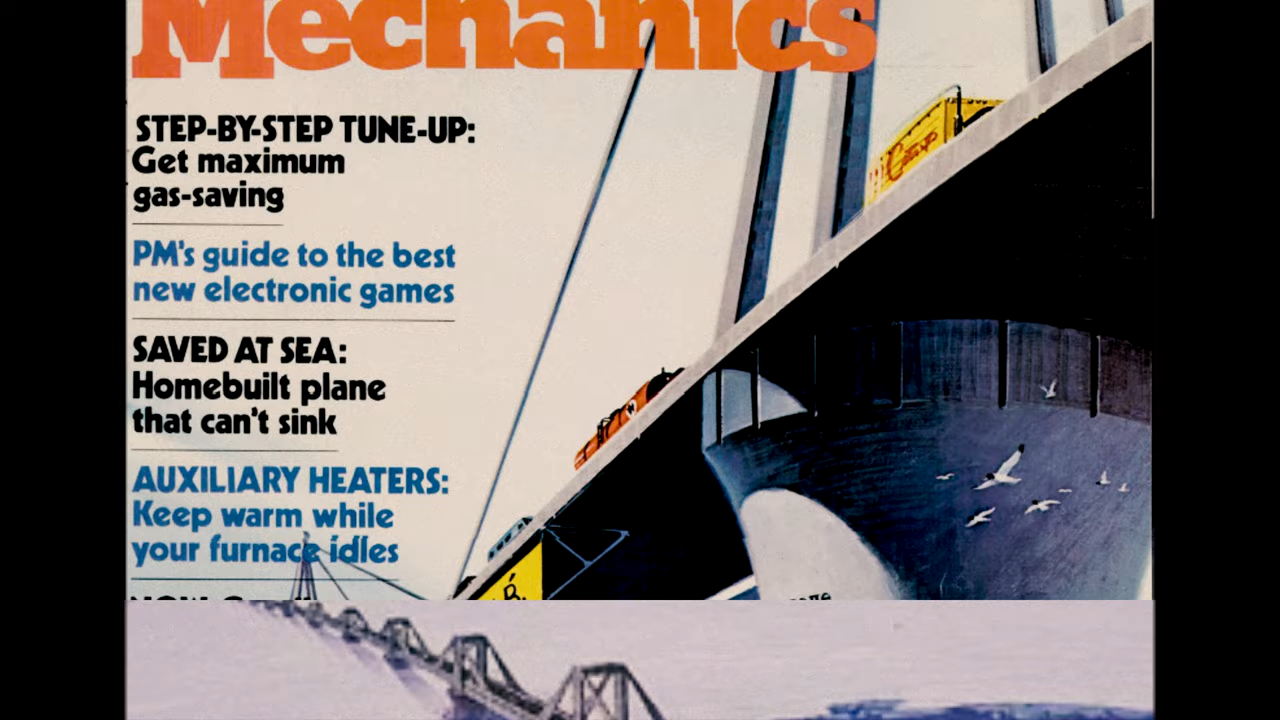 Mechanics
STEP-BY-STEP TUNE-UP:
Get maximum
gas-saving
PM's guide to the best
new electronic games
SAVED AT SEA:
Homebuilt plane
that can't sink
AUXILIARY HEATERS:
Keep warm while
your furnace idles